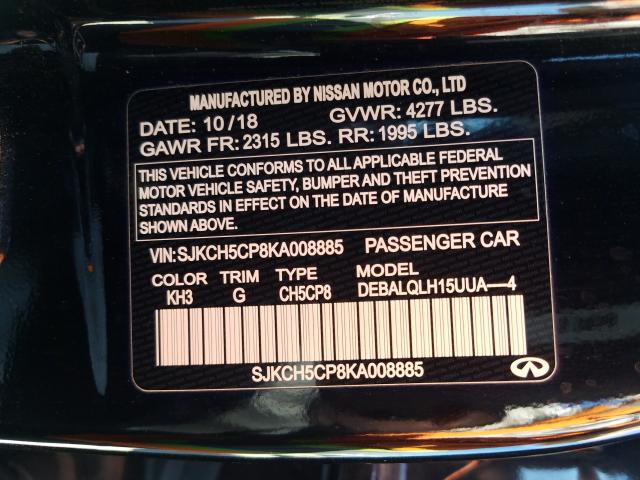 MANUFACTURED BY NISSAN MOTOR CO., LTD
DATE: 10/18 GVWR: 4277 LBS.
GAWR FR: 2315 LBS. RR: 1995 LBS.
THIS VEHICLE CONFORMS TO ALL APPLICABLE FEDERAL
MOTOR VEHICLE SAFETY, BUMPER AND THEFT PREVENTION
STANDARDS IN EFFECT ON THE DATE OF MANUFACTURE
SHOWN ABOVE.
VIN:SJKCH5CP8KA008885 PASSENGER CAR
COLOR TRIM TYPE MODEL
KH3 G CH5CP8 DEBALQLH15UUA—4
SJKCH5CP8KA008885